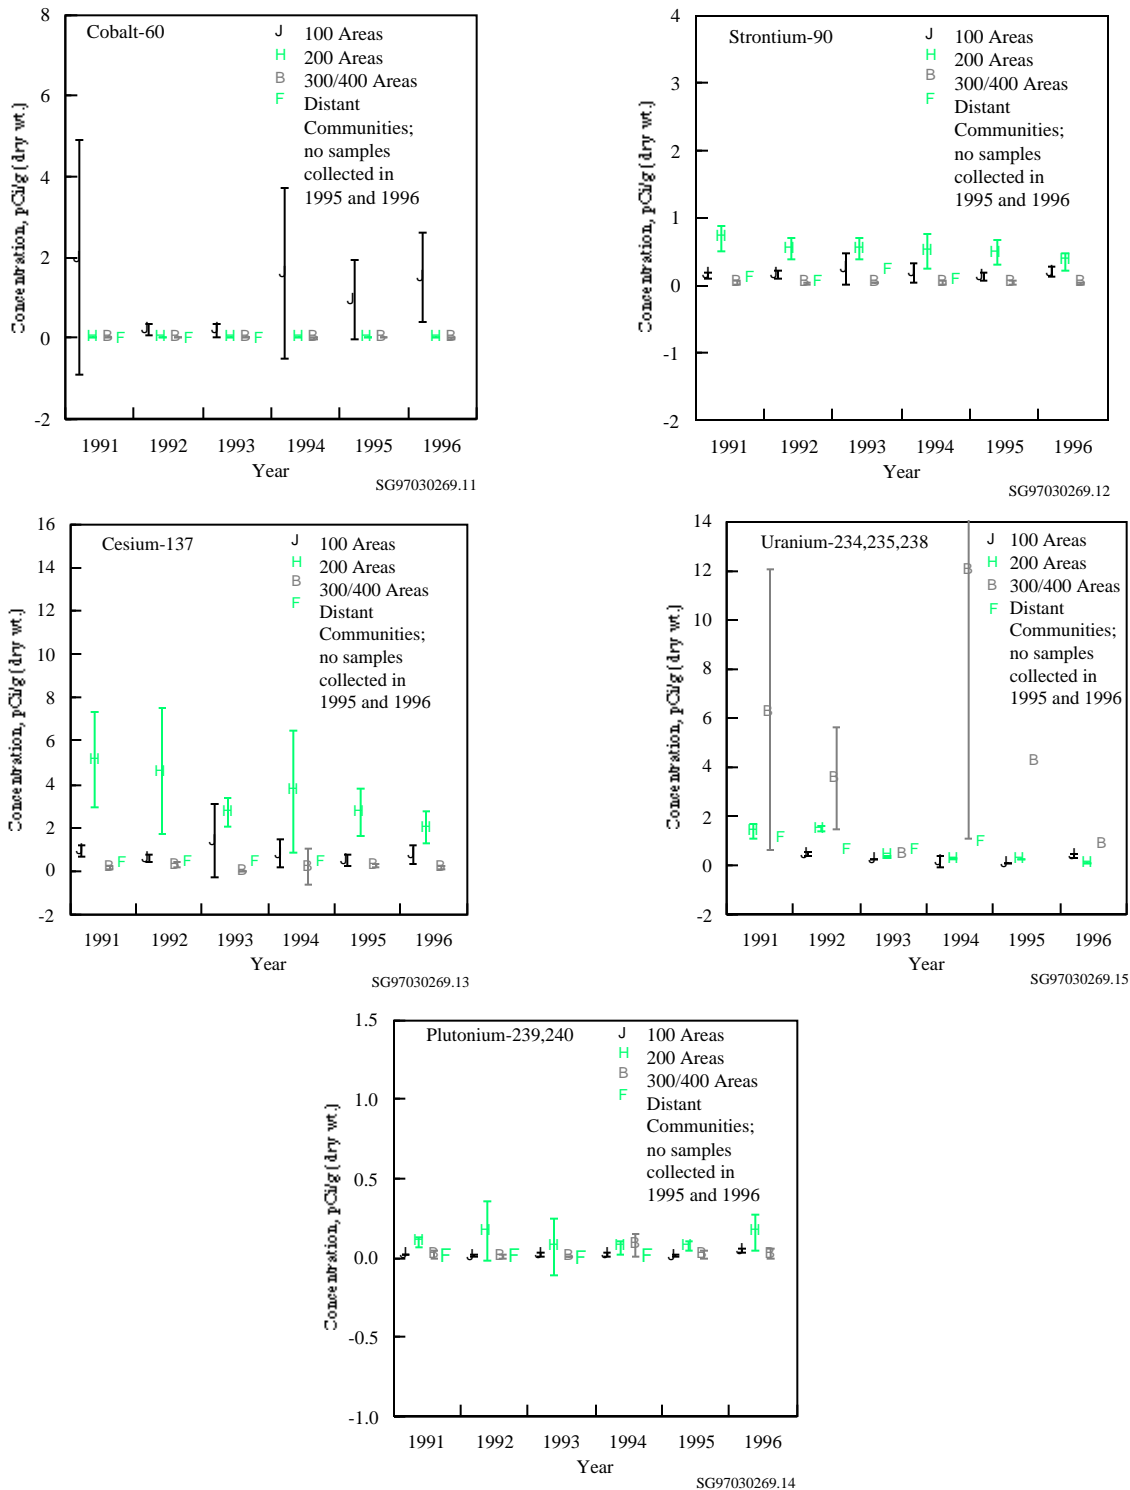 Cobalt-60
J 100 Areas
H 200 Areas
B 300/400 Areas
F Distant
Communities;
no samples
collected in
1995 and 1996
Concentration, pCi/g (dry wt.)
8
6
4
2
0
-2
1991 1992 1993 1994 1995 1996
Year
SG97030269.11
Strontium-90
J 100 Areas
H 200 Areas
B 300/400 Areas
F Distant
Communities;
no samples
collected in
1995 and 1996
Concentration, pCi/g (dry wt.)
4
3
2
1
0
-1
-2
1991 1992 1993 1994 1995 1996
Year
SG97030269.12
Cesium-137
J 100 Areas
H 200 Areas
B 300/400 Areas
F Distant
Communities;
no samples
collected in
1995 and 1996
Concentration, pCi/g (dry wt.)
16
14
12
10
8
6
4
2
0
-2
1991 1992 1993 1994 1995 1996
Year
SG97030269.13
Uranium-234,235,238
J 100 Areas
H 200 Areas
B 300/400 Areas
F Distant
Communities;
no samples
collected in
1995 and 1996
Concentration, pCi/g (dry wt.)
14
12
10
8
6
4
2
0
-2
1991 1992 1993 1994 1995 1996
Year
SG97030269.15
Plutonium-239,240
J 100 Areas
H 200 Areas
B 300/400 Areas
F Distant
Communities;
no samples
collected in
1995 and 1996
Concentration, pCi/g (dry wt.)
1.5
1.0
0.5
0.0
-0.5
-1.0
1991 1992 1993 1994 1995 1996
Year
SG97030269.14